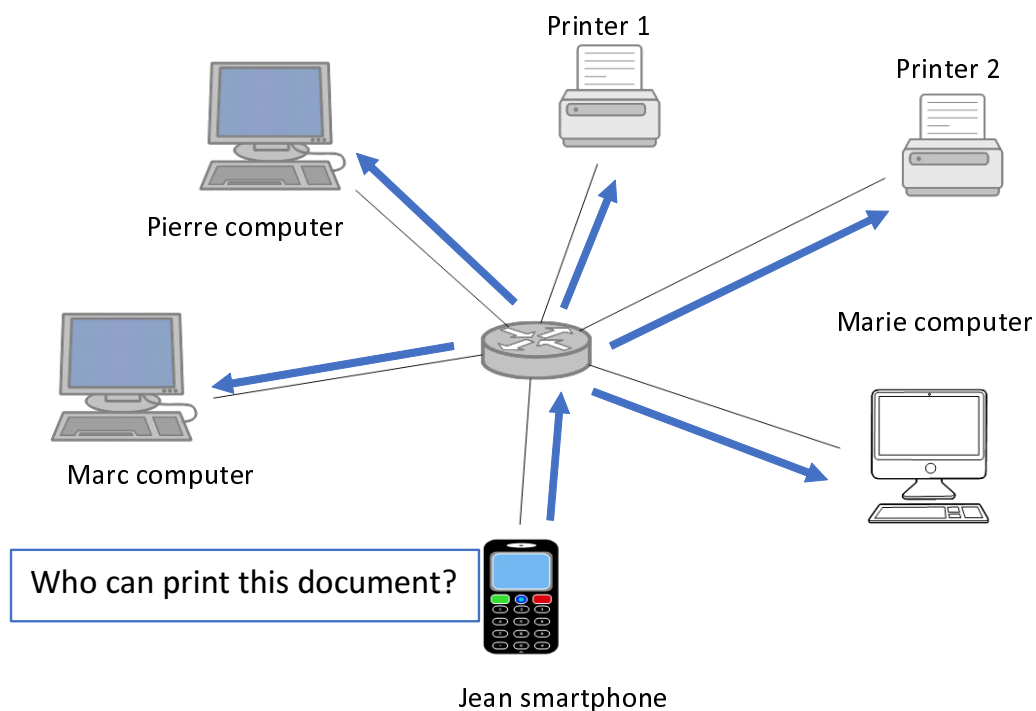 Printer 1
Printer 2
Pierre computer
Marie computer
Marc computer
Who can print this document?
Jean smartphone